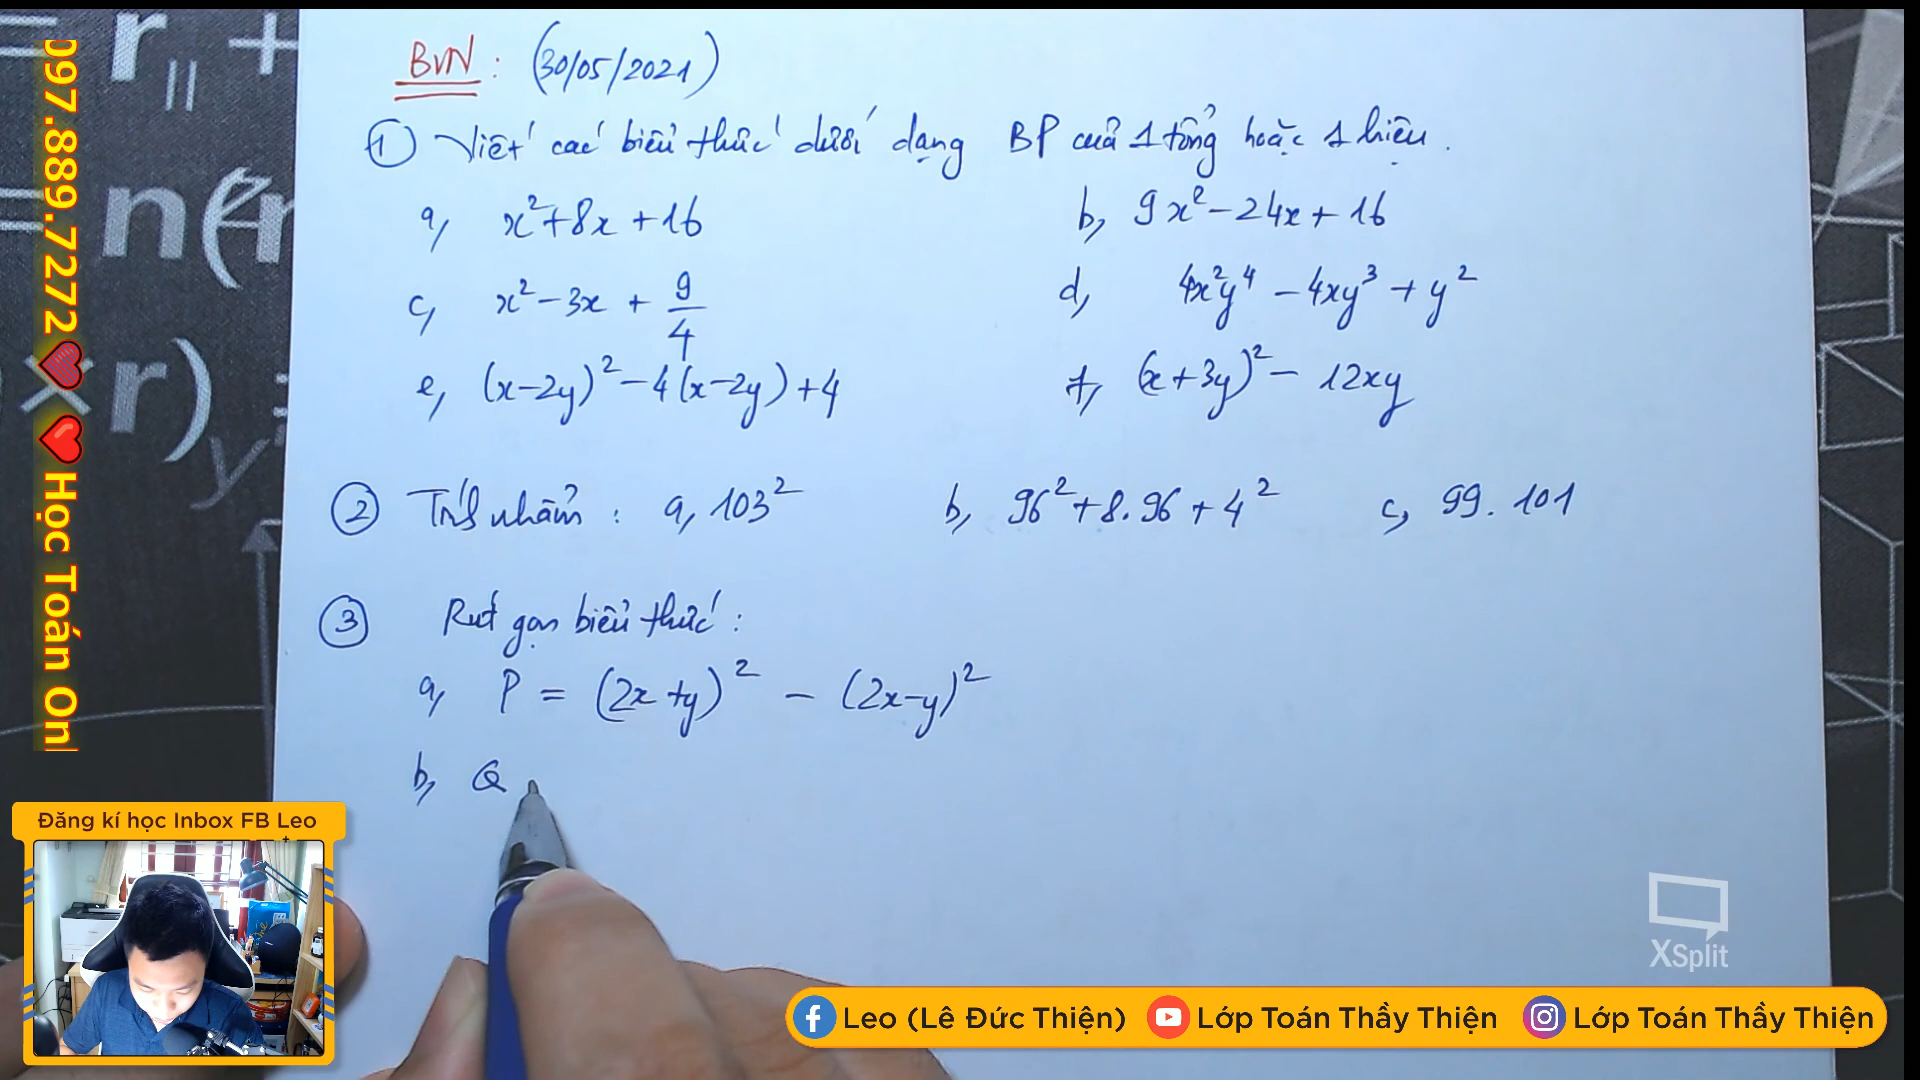 BVN : (30/05/2021)
① Viết các biểu thức dưới dạng BP của 1 tổng hoặc 1 hiệu.
a, x²+8x+16 b, 9x²-24x+16
c, x²-3x+9/4 d, 4x²y⁴-4xy³+y²
e, (x-2y)²-4(x-2y)+4 f, (x+3y)²-12xy
② Tính nhẩm : a, 103² b, 96²+8.96+4² c, 99.101
③ Rút gọn biểu thức :
a, P = (2x+y)² - (2x-y)²
b, Q
097.889.7272 ❤ ❤ Học Toán Onl
Đăng kí học Inbox FB Leo
XSplit
Leo (Lê Đức Thiện) Lớp Toán Thầy Thiện Lớp Toán Thầy Thiện
= r|| +
= n(
r)
y